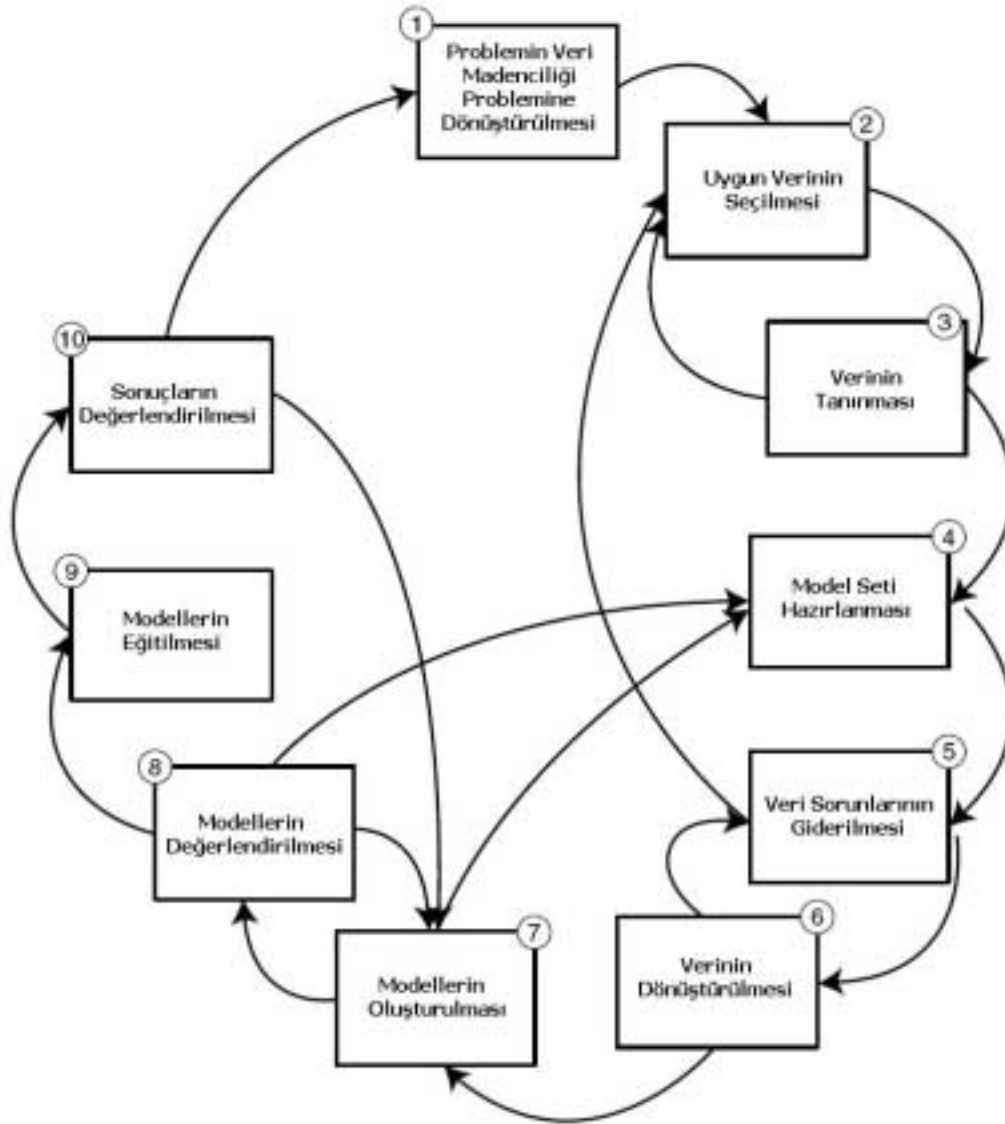 1
Problemin Veri
Madenciliği
Problemine
Dönüştürülmesi
2
Uygun Verinin
Seçilmesi
3
Verinin
Tanınması
4
Model Seti
Hazırlanması
5
Veri Sorunlarının
Giderilmesi
6
Verinin
Dönüştürülmesi
7
Modellerin
Oluşturulması
8
Modellerin
Değerlendirilmesi
9
Modellerin
Eğitilmesi
10
Sonuçların
Değerlendirilmesi